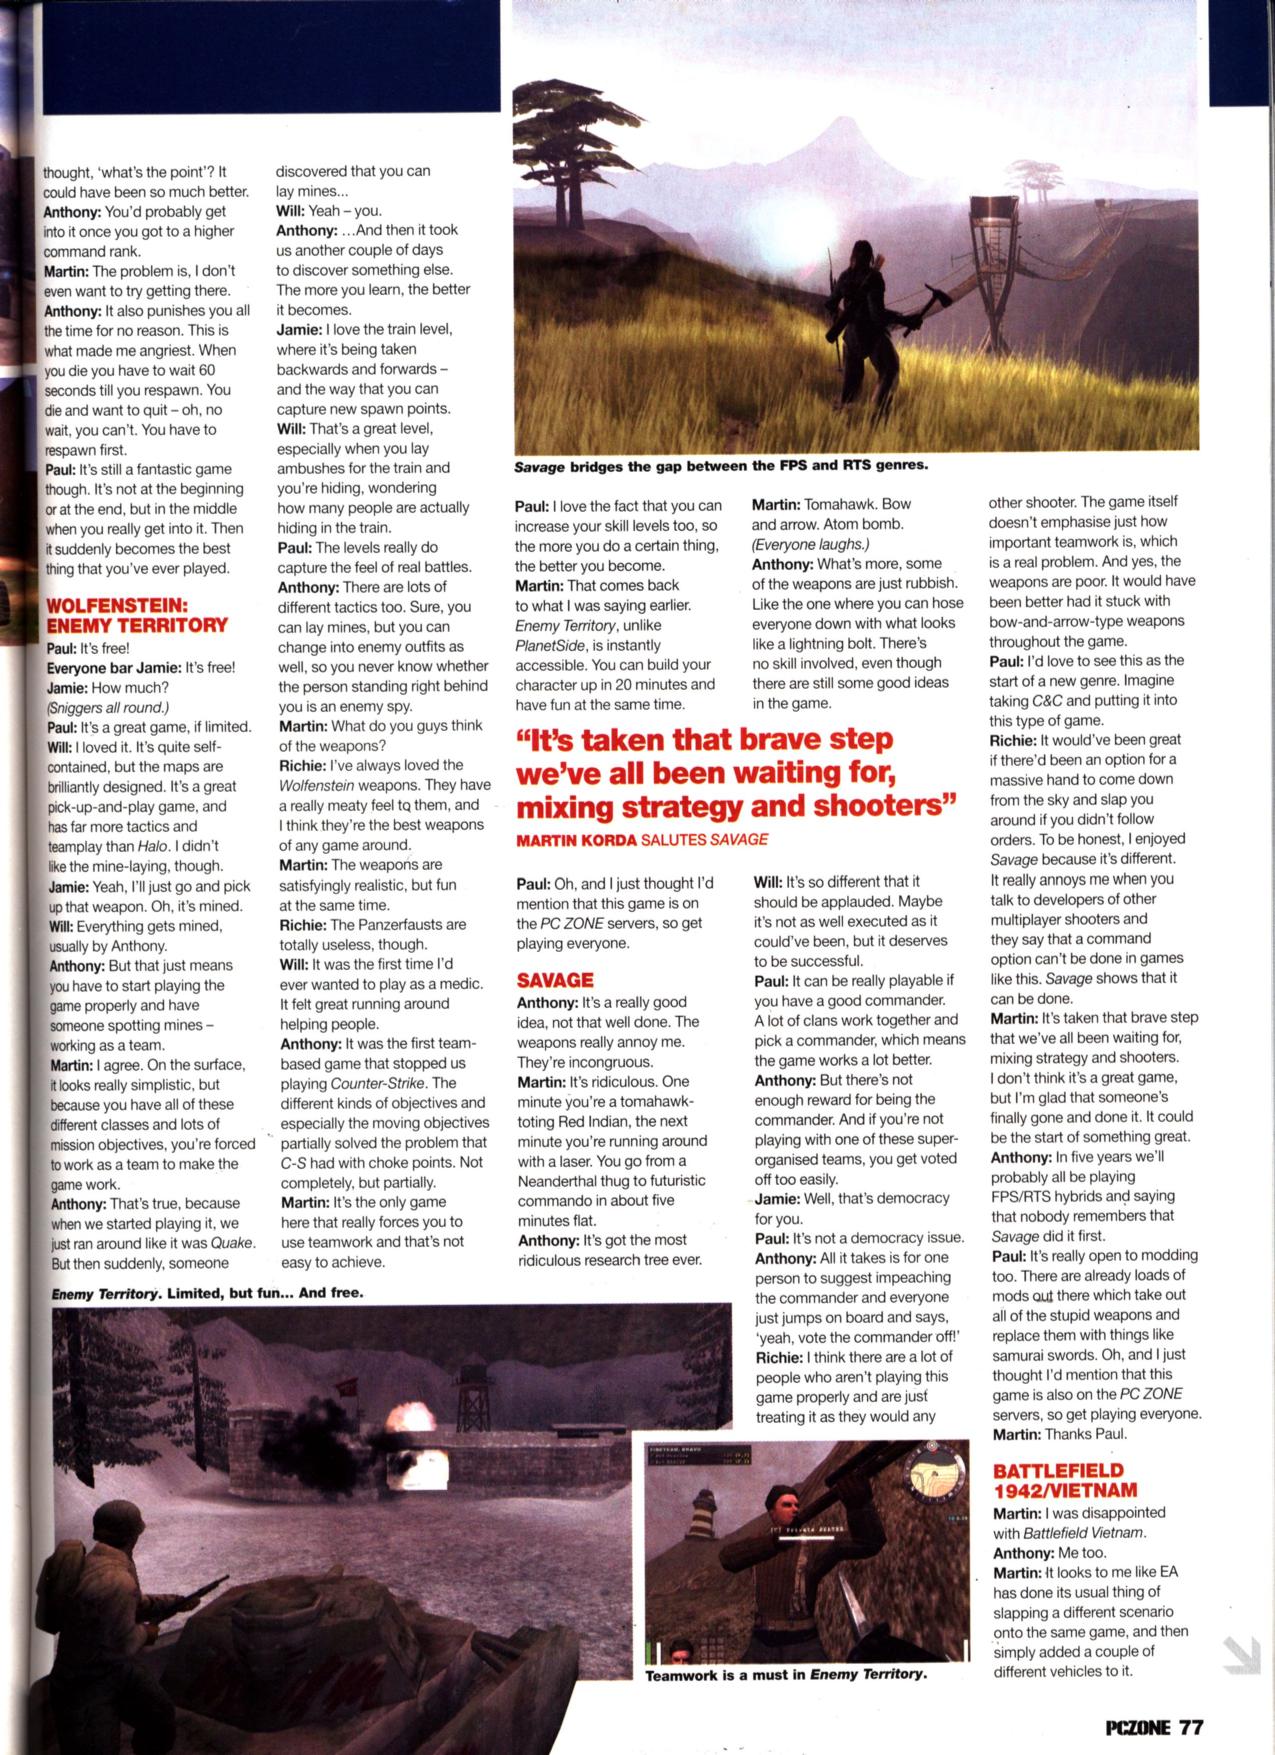 thought, 'what's the point'? It
could have been so much better.
Anthony: You'd probably get
into it once you got to a higher
command rank.
Martin: The problem is, I don't
even want to try getting there.
Anthony: It also punishes you all
the time for no reason. This is
what made me angriest. When
you die you have to wait 60
seconds till you respawn. You
die and want to quit – oh, no
wait, you can't. You have to
respawn first.
Paul: It's still a fantastic game
though. It's not at the beginning
or at the end, but in the middle
when you really get into it. Then
it suddenly becomes the best
thing that you've ever played.
WOLFENSTEIN:
ENEMY TERRITORY
Paul: It's free!
Everyone bar Jamie: It's free!
Jamie: How much?
(Sniggers all round.)
Paul: It's a great game, if limited.
Will: I loved it. It's quite self-
contained, but the maps are
brilliantly designed. It's a great
pick-up-and-play game, and
has far more tactics and
teamplay than Halo. I didn't
like the mine-laying, though.
Jamie: Yeah, I'll just go and pick
up that weapon. Oh, it's mined.
Will: Everything gets mined,
usually by Anthony.
Anthony: But that just means
you have to start playing the
game properly and have
someone spotting mines –
working as a team.
Martin: I agree. On the surface,
it looks really simplistic, but
because you have all of these
different classes and lots of
mission objectives, you're forced
to work as a team to make the
game work.
Anthony: That's true, because
when we started playing it, we
just ran around like it was Quake.
But then suddenly, someone
discovered that you can
lay mines...
Will: Yeah – you.
Anthony: ...And then it took
us another couple of days
to discover something else.
The more you learn, the better
it becomes.
Jamie: I love the train level,
where it's being taken
backwards and forwards –
and the way that you can
capture new spawn points.
Will: That's a great level,
especially when you lay
ambushes for the train and
you're hiding, wondering
how many people are actually
hiding in the train.
Paul: The levels really do
capture the feel of real battles.
Anthony: There are lots of
different tactics too. Sure, you
can lay mines, but you can
change into enemy outfits as
well, so you never know whether
the person standing right behind
you is an enemy spy.
Martin: What do you guys think
of the weapons?
Richie: I've always loved the
Wolfenstein weapons. They have
a really meaty feel to them, and
I think they're the best weapons
of any game around.
Martin: The weapons are
satisfyingly realistic, but fun
at the same time.
Richie: The Panzerfausts are
totally useless, though.
Will: It was the first time I'd
ever wanted to play as a medic.
It felt great running around
helping people.
Anthony: It was the first team-
based game that stopped us
playing Counter-Strike. The
different kinds of objectives and
especially the moving objectives
partially solved the problem that
C-S had with choke points. Not
completely, but partially.
Martin: It's the only game
here that really forces you to
use teamwork and that's not
easy to achieve.
Enemy Territory. Limited, but fun... And free.
Savage bridges the gap between the FPS and RTS genres.
Paul: I love the fact that you can
increase your skill levels too, so
the more you do a certain thing,
the better you become.
Martin: That comes back
to what I was saying earlier.
Enemy Territory, unlike
PlanetSide, is instantly
accessible. You can build your
character up in 20 minutes and
have fun at the same time.
Martin: Tomahawk. Bow
and arrow. Atom bomb.
(Everyone laughs.)
Anthony: What's more, some
of the weapons are just rubbish.
Like the one where you can hose
everyone down with what looks
like a lightning bolt. There's
no skill involved, even though
there are still some good ideas
in the game.
"It's taken that brave step
we've all been waiting for,
mixing strategy and shooters"
MARTIN KORDA SALUTES SAVAGE
Paul: Oh, and I just thought I'd
mention that this game is on
the PC ZONE servers, so get
playing everyone.
SAVAGE
Anthony: It's a really good
idea, not that well done. The
weapons really annoy me.
They're incongruous.
Martin: It's ridiculous. One
minute you're a tomahawk-
toting Red Indian, the next
minute you're running around
with a laser. You go from a
Neanderthal thug to futuristic
commando in about five
minutes flat.
Anthony: It's got the most
ridiculous research tree ever.
Will: It's so different that it
should be applauded. Maybe
it's not as well executed as it
could've been, but it deserves
to be successful.
Paul: It can be really playable if
you have a good commander.
A lot of clans work together and
pick a commander, which means
the game works a lot better.
Anthony: But there's not
enough reward for being the
commander. And if you're not
playing with one of these super-
organised teams, you get voted
off too easily.
Jamie: Well, that's democracy
for you.
Paul: It's not a democracy issue.
Anthony: All it takes is for one
person to suggest impeaching
the commander and everyone
just jumps on board and says,
'yeah, vote the commander off!'
Richie: I think there are a lot of
people who aren't playing this
game properly and are just
treating it as they would any
other shooter. The game itself
doesn't emphasise just how
important teamwork is, which
is a real problem. And yes, the
weapons are poor. It would have
been better had it stuck with
bow-and-arrow-type weapons
throughout the game.
Paul: I'd love to see this as the
start of a new genre. Imagine
taking C&C and putting it into
this type of game.
Richie: It would've been great
if there'd been an option for a
massive hand to come down
from the sky and slap you
around if you didn't follow
orders. To be honest, I enjoyed
Savage because it's different.
It really annoys me when you
talk to developers of other
multiplayer shooters and
they say that a command
option can't be done in games
like this. Savage shows that it
can be done.
Martin: It's taken that brave step
that we've all been waiting for,
mixing strategy and shooters.
I don't think it's a great game,
but I'm glad that someone's
finally gone and done it. It could
be the start of something great.
Anthony: In five years we'll
probably all be playing
FPS/RTS hybrids and saying
that nobody remembers that
Savage did it first.
Paul: It's really open to modding
too. There are already loads of
mods out there which take out
all of the stupid weapons and
replace them with things like
samurai swords. Oh, and I just
thought I'd mention that this
game is also on the PC ZONE
servers, so get playing everyone.
Martin: Thanks Paul.
BATTLEFIELD
1942/VIETNAM
Martin: I was disappointed
with Battlefield Vietnam.
Anthony: Me too.
Martin: It looks to me like EA
has done its usual thing of
slapping a different scenario
onto the same game, and then
simply added a couple of
different vehicles to it.
Teamwork is a must in Enemy Territory.
PCZONE 77